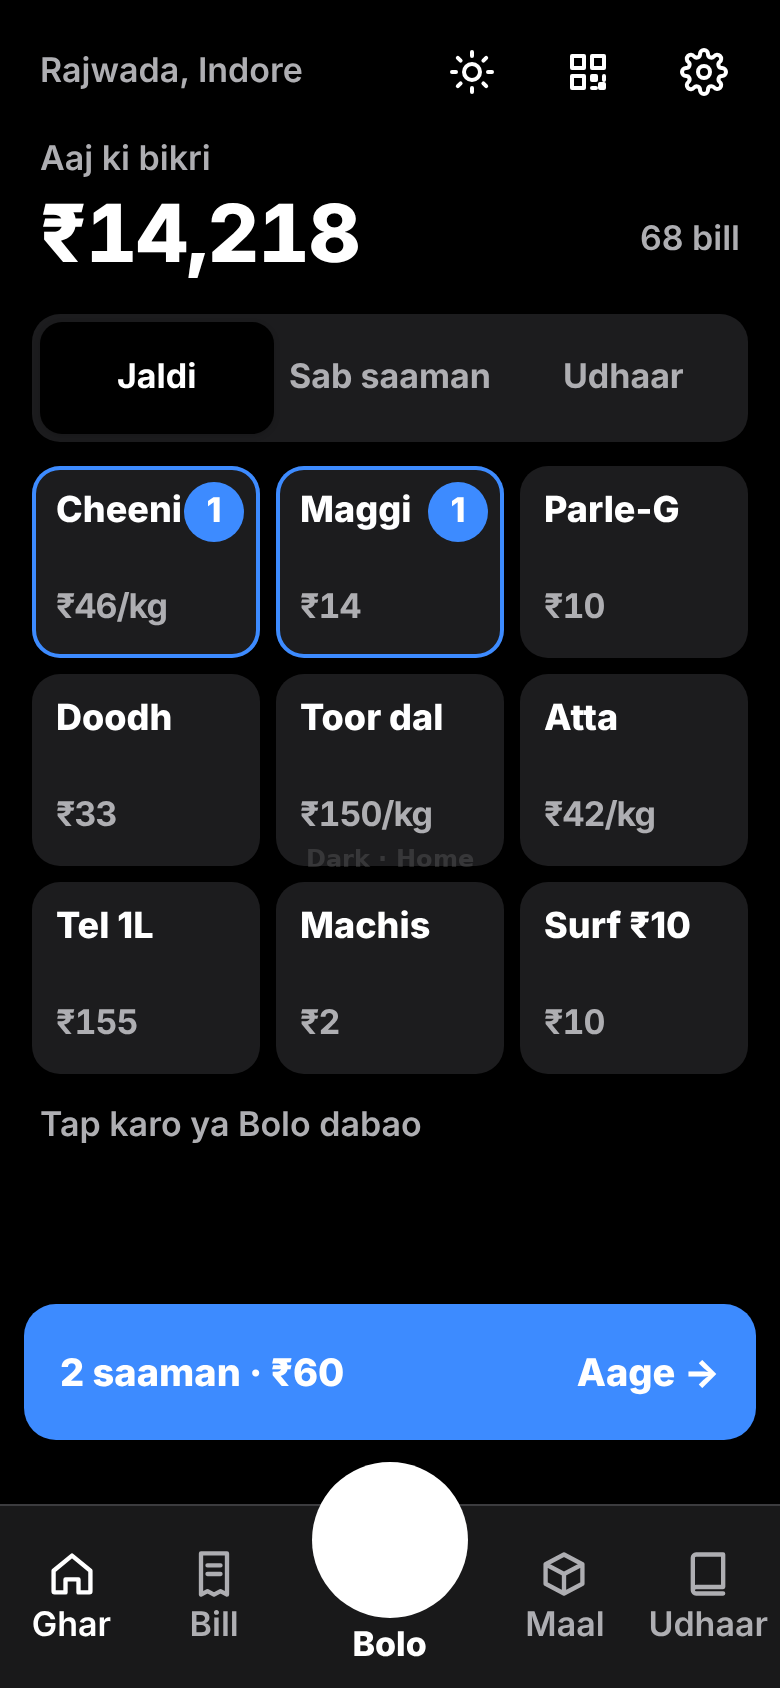 Rajwada, Indore
Aaj ki bikri
₹14,218
68 bill
Jaldi Sab saaman Udhaar
Cheeni 1 Maggi 1 Parle-G
₹46/kg ₹14 ₹10
Doodh Toor dal Atta
₹33 ₹150/kg ₹42/kg
Dark · Home
Tel 1L Machis Surf ₹10
₹155 ₹2 ₹10
Tap karo ya Bolo dabao
2 saaman · ₹60 Aage →
Ghar Bill Bolo Maal Udhaar